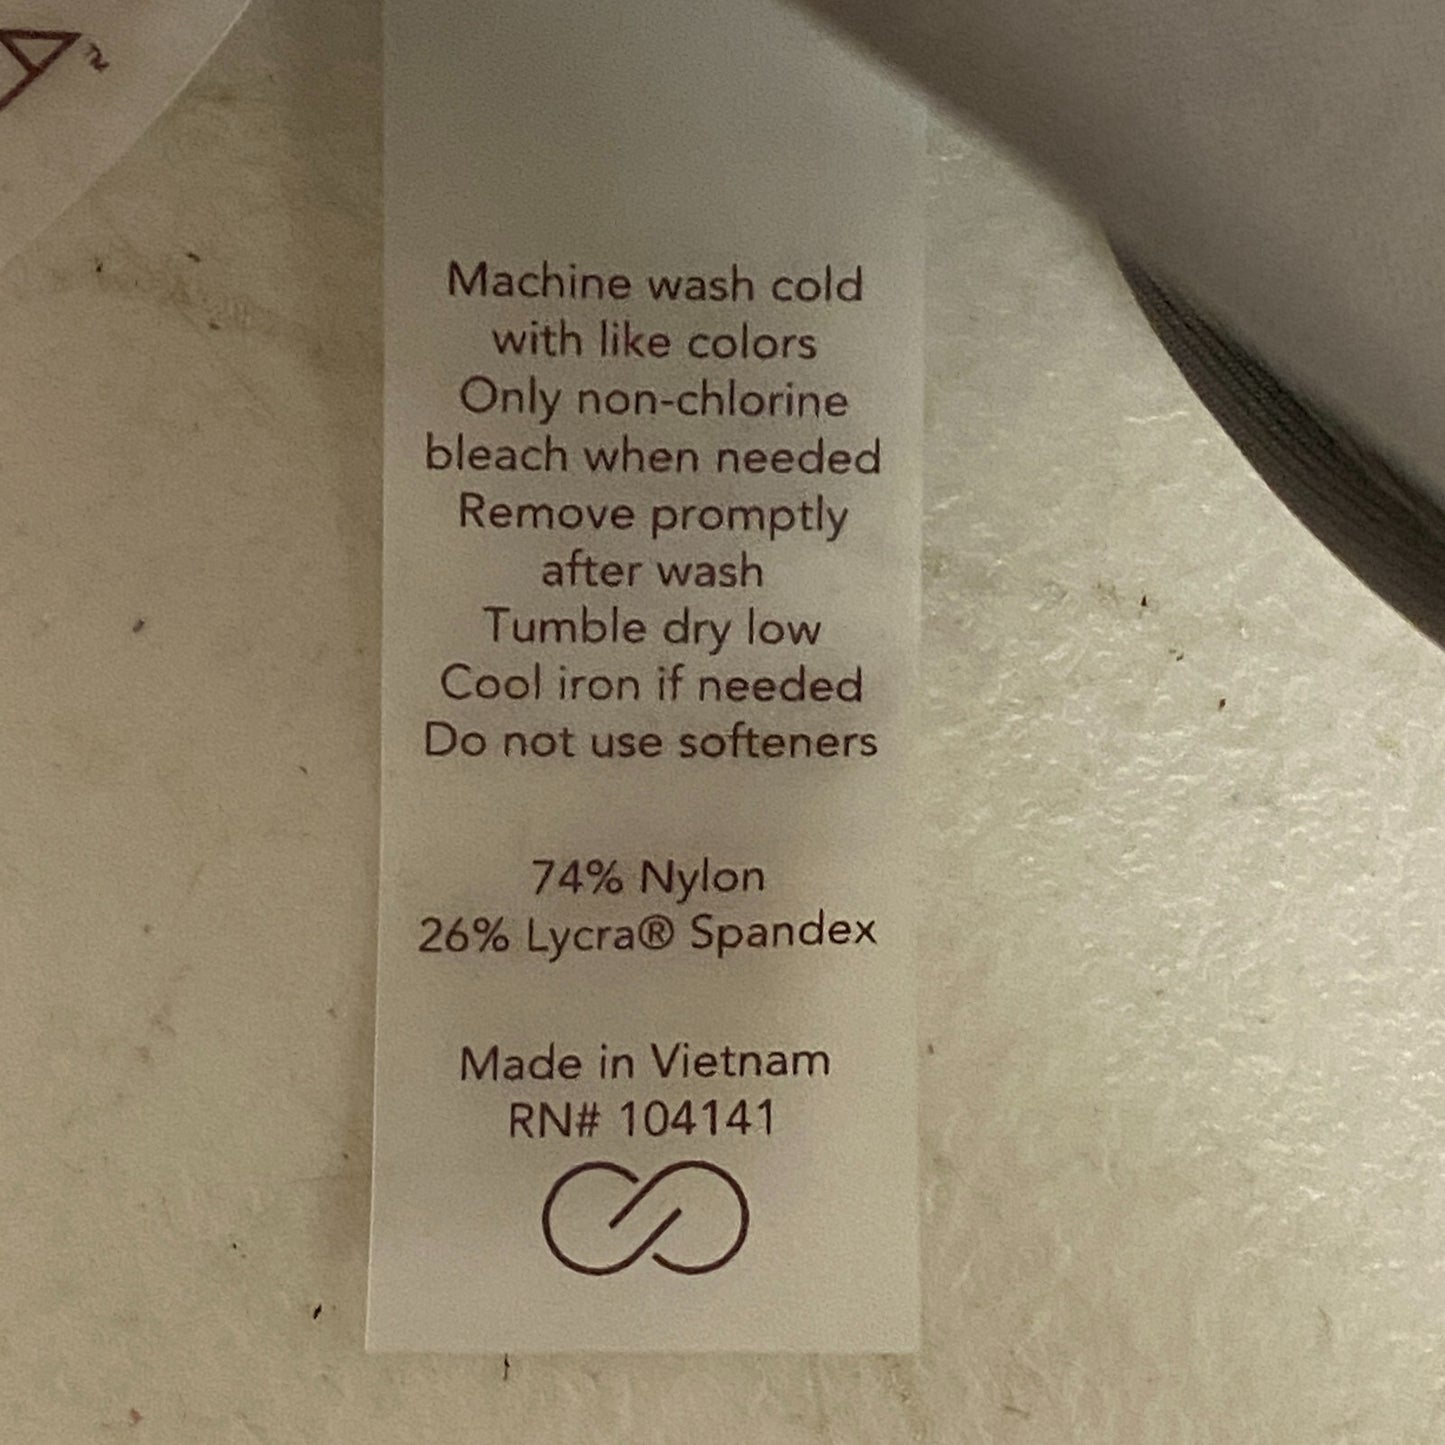 Machine wash cold
with like colors
Only non-chlorine
bleach when needed
Remove promptly
after wash
Tumble dry low
Cool iron if needed
Do not use softeners
74% Nylon
26% Lycra® Spandex
Made in Vietnam
RN# 104141